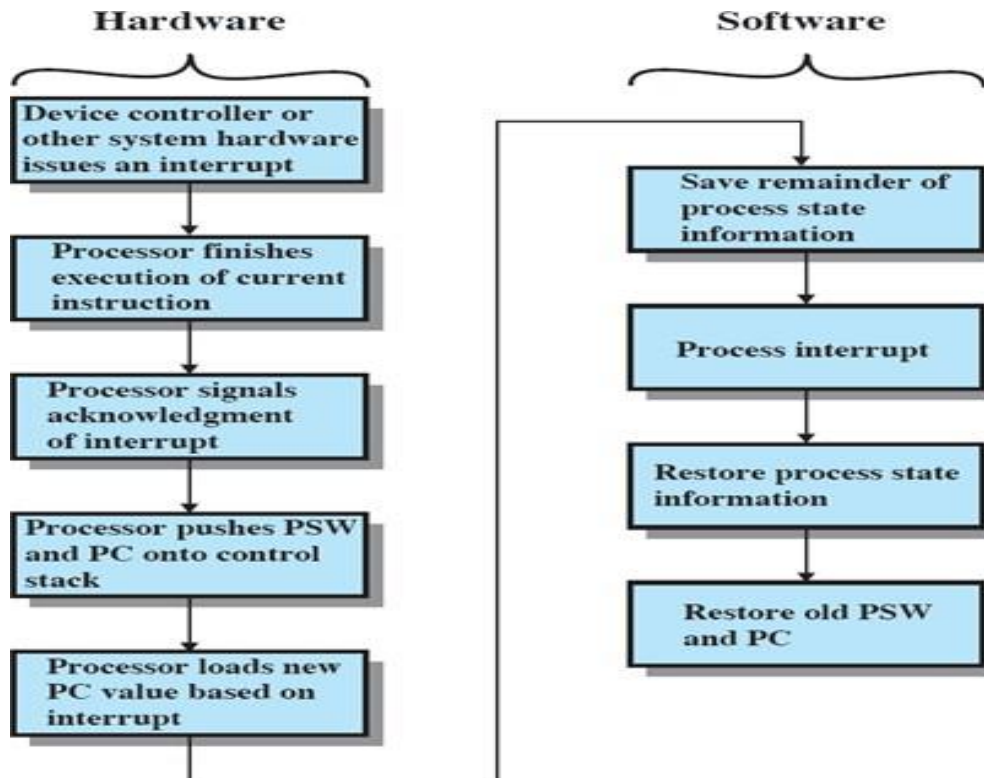 Hardware
Device controller or
other system hardware
issues an interrupt
Processor finishes
execution of current
instruction
Processor signals
acknowledgment
of interrupt
Processor pushes PSW
and PC onto control
stack
Processor loads new
PC value based on
interrupt
Software
Save remainder of
process state
information
Process interrupt
Restore process state
information
Restore old PSW
and PC